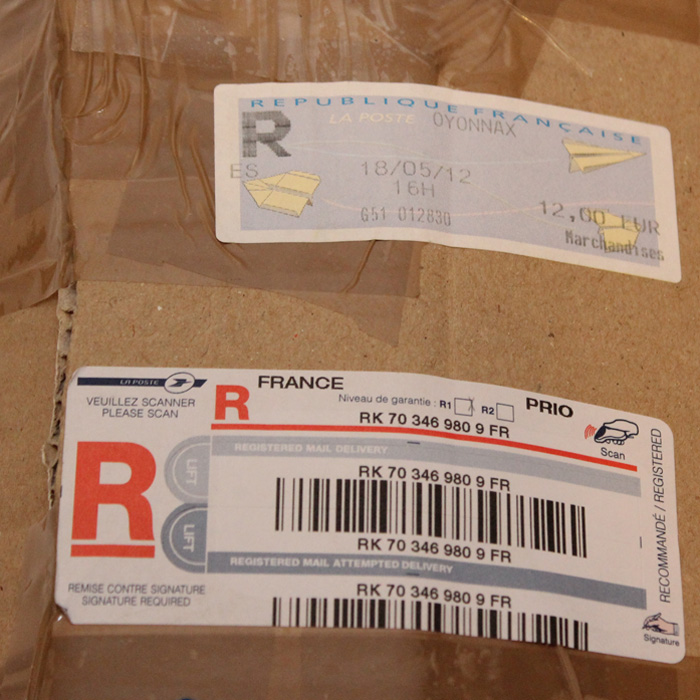 REPUBLIQUE FRANÇAISE
R LA POSTE OYONNAX
ES 18/05/12
16H
G51 012830 12,00 EUR
Marchandises
LA POSTE
VEUILLEZ SCANNER
PLEASE SCAN
R FRANCE
Niveau de garantie : R1 R2 PRIO
RK 70 346 980 9 FR
Scan
REGISTERED MAIL DELIVERY
LIFT
RK 70 346 980 9 FR
R
RK 70 346 980 9 FR
LIFT
REGISTERED MAIL ATTEMPTED DELIVERY
RK 70 346 980 9 FR
REMISE CONTRE SIGNATURE
SIGNATURE REQUIRED
RECOMMANDÉ / REGISTERED
Signature